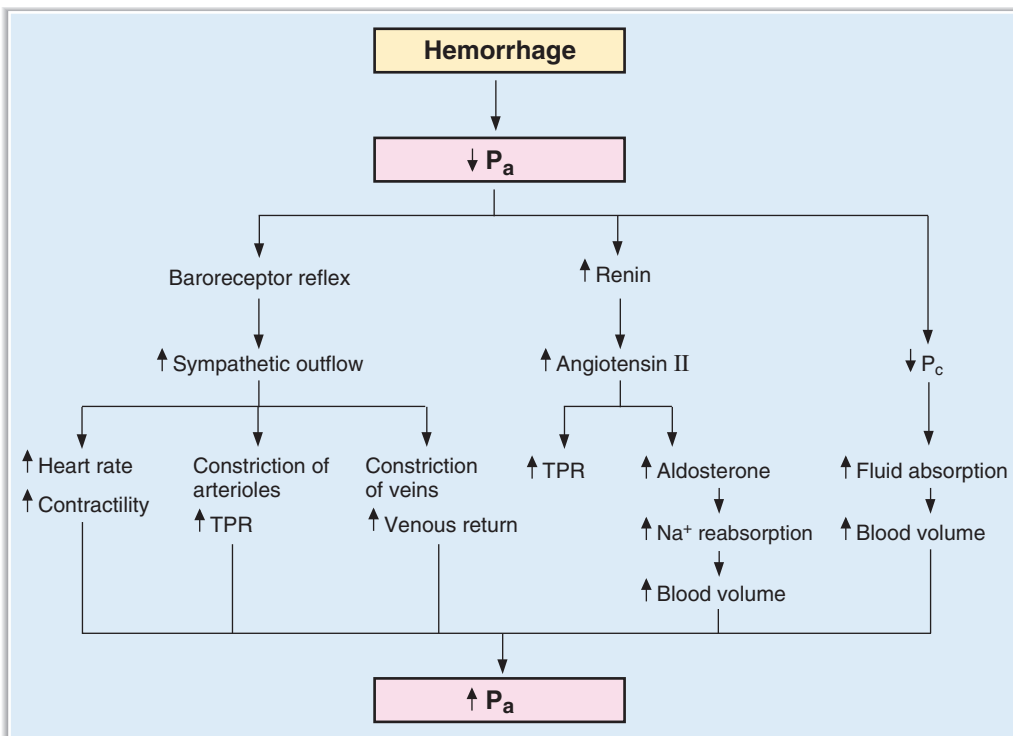 Hemorrhage
↓ Pa
Baroreceptor reflex
↑ Renin
↑ Sympathetic outflow
↑ Angiotensin II
↓ Pc
↑ Heart rate
↑ Contractility
Constriction of
arterioles
↑ TPR
Constriction
of veins
↑ Venous return
↑ TPR
↑ Aldosterone
↑ Na⁺ reabsorption
↑ Blood volume
↑ Fluid absorption
↑ Blood volume
↑ Pa